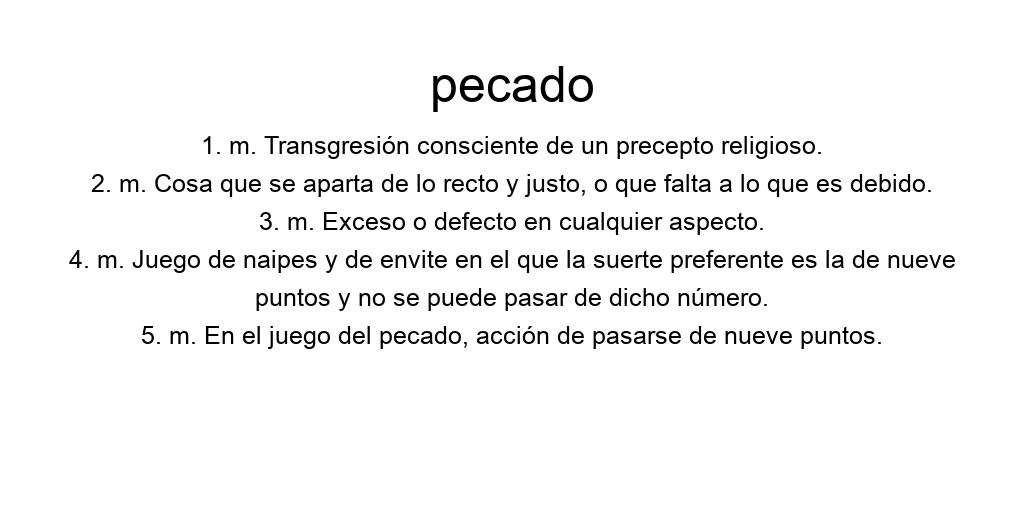 pecado
1. m. Transgresión consciente de un precepto religioso.
2. m. Cosa que se aparta de lo recto y justo, o que falta a lo que es debido.
3. m. Exceso o defecto en cualquier aspecto.
4. m. Juego de naipes y de envite en el que la suerte preferente es la de nueve
puntos y no se puede pasar de dicho número.
5. m. En el juego del pecado, acción de pasarse de nueve puntos.